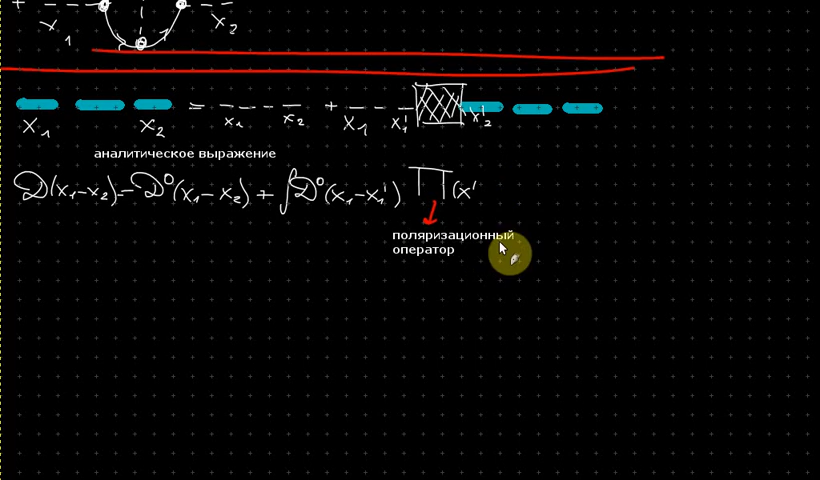 x₁ x₂
= + x₁ x₂ x₁ x₁' x₂'
x₁ x₂
аналитическое выражение
D(x₁-x₂)=D⁰(x₁-x₂)+∫D⁰(x₁-x₁') Π(x'
поляризационный
оператор